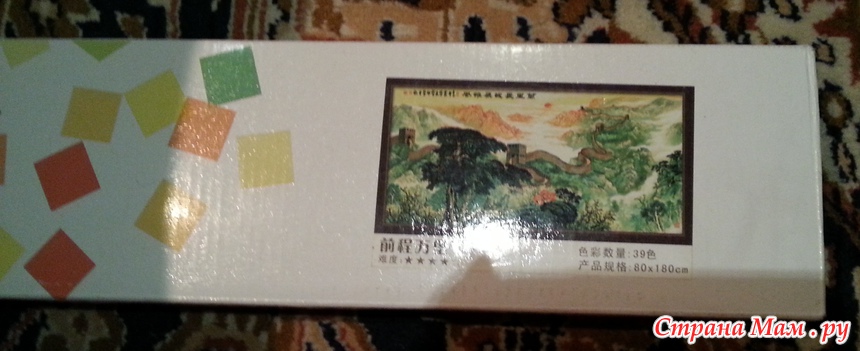 前程万里
难度:★★★★
色彩数量:39色
产品规格:80x180cm
Страна Мам.ру